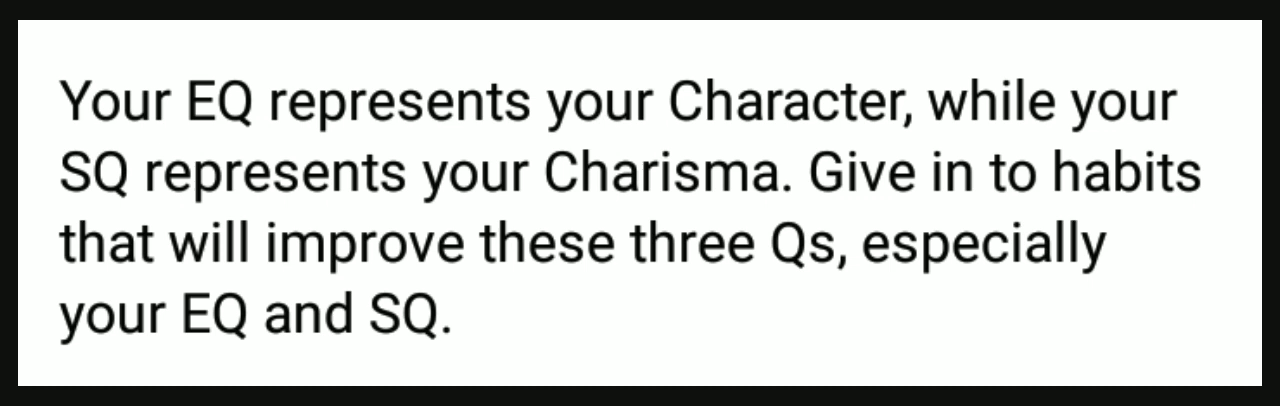 Your EQ represents your Character, while your
SQ represents your Charisma. Give in to habits
that will improve these three Qs, especially
your EQ and SQ.